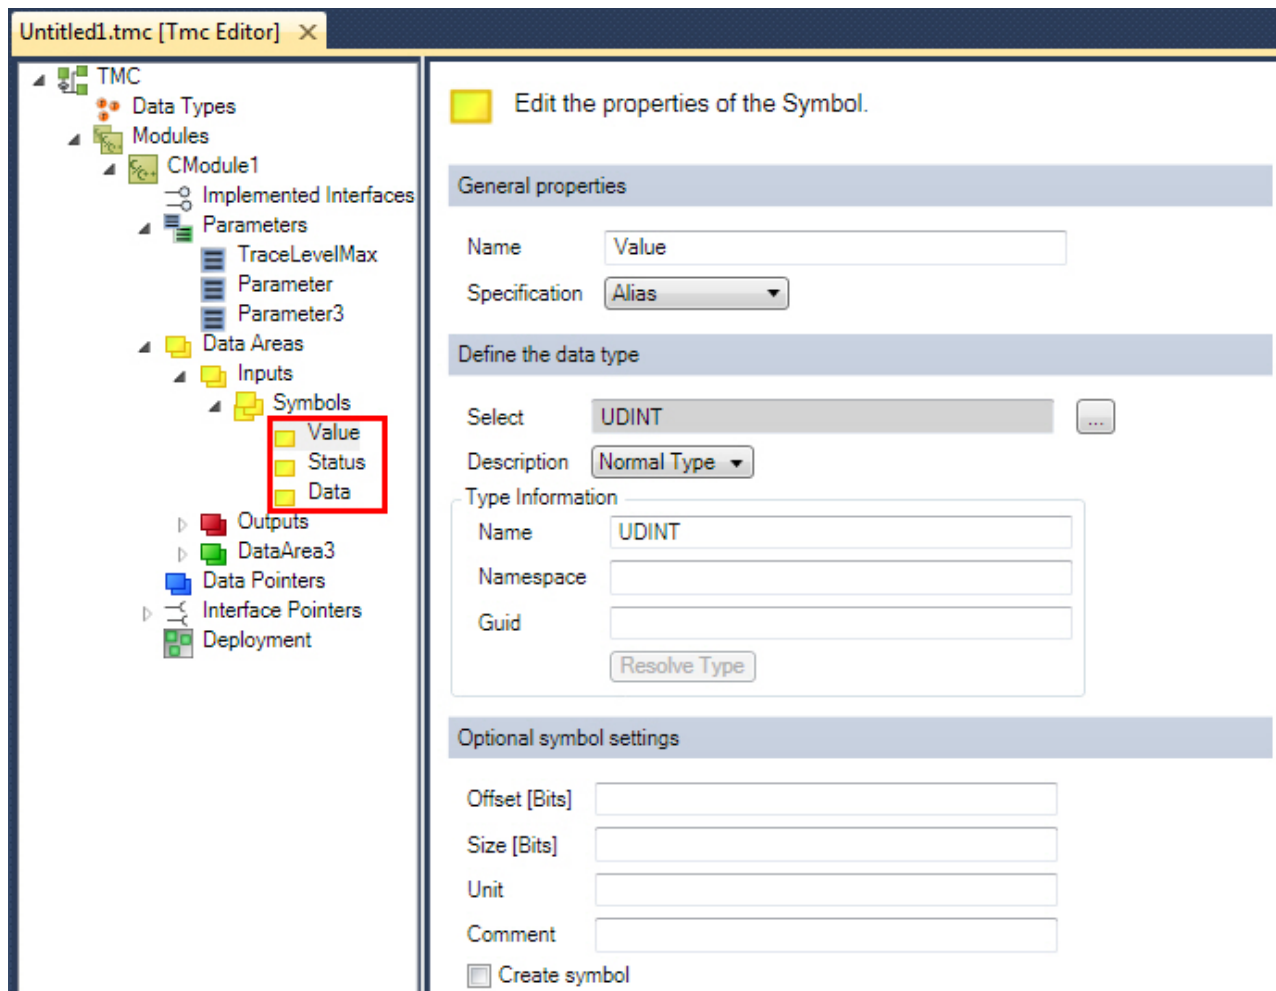 Untitled1.tmc [Tmc Editor]
TMC
Data Types
Modules
CModule1
Implemented Interfaces
Parameters
TraceLevelMax
Parameter
Parameter3
Data Areas
Inputs
Symbols
Value
Status
Data
Outputs
DataArea3
Data Pointers
Interface Pointers
Deployment
Edit the properties of the Symbol.
General properties
Name Value
Specification Alias
Define the data type
Select UDINT ...
Description Normal Type
Type Information
Name UDINT
Namespace
Guid
Resolve Type
Optional symbol settings
Offset [Bits]
Size [Bits]
Unit
Comment
Create symbol